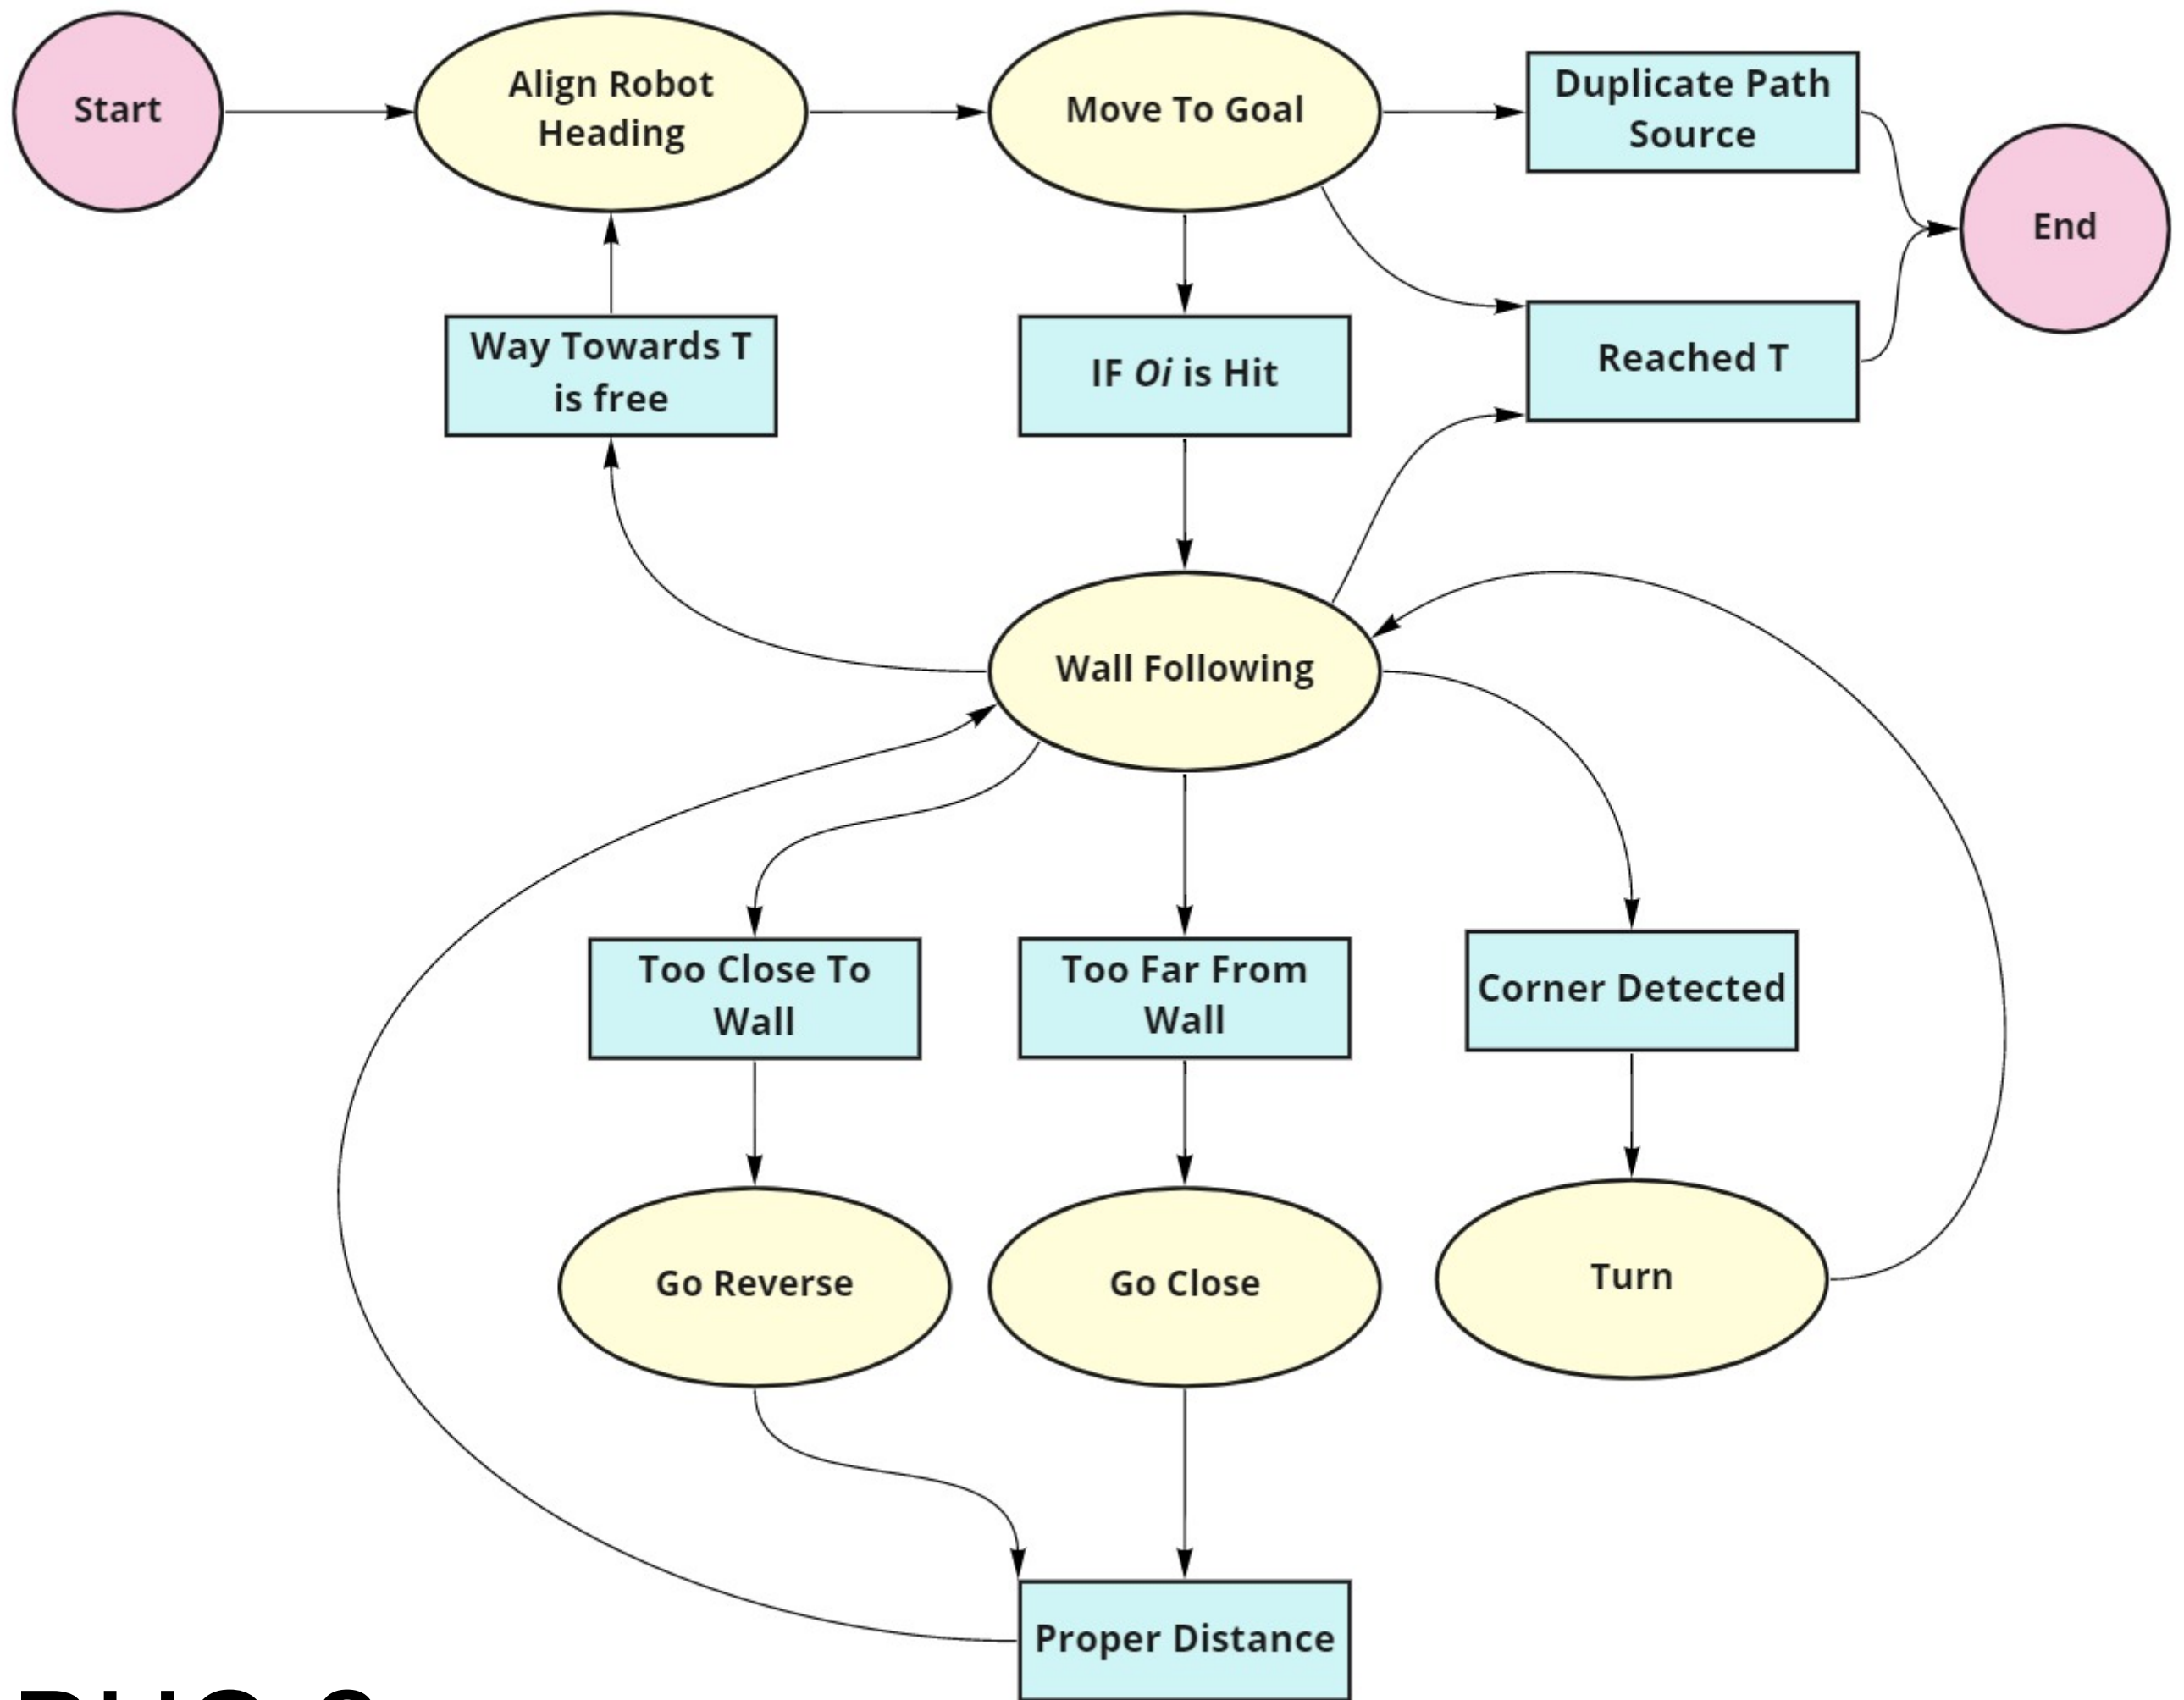 Start
Align Robot
Heading
Move To Goal
Duplicate Path
Source
End
Way Towards T
is free
IF Oi is Hit
Reached T
Wall Following
Too Close To
Wall
Too Far From
Wall
Corner Detected
Go Reverse
Go Close
Turn
Proper Distance